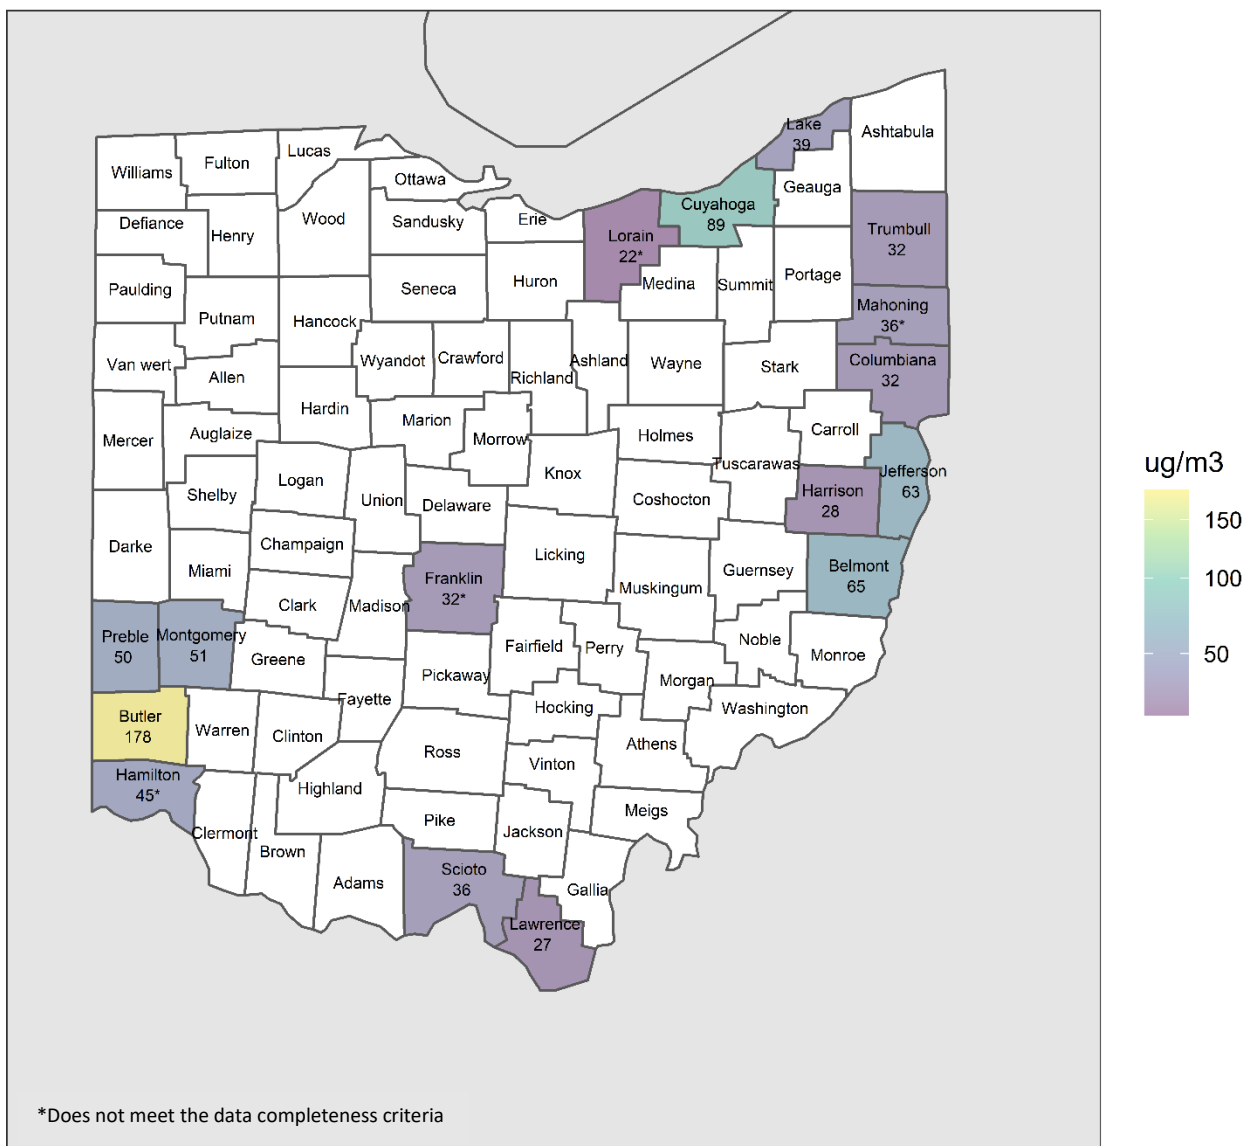 Lake
39
Ashtabula
Williams
Fulton
Lucas
Ottawa
Geauga
Defiance
Henry
Wood
Sandusky
Erie
Lorain
22*
Cuyahoga
89
Trumbull
32
Paulding
Putnam
Hancock
Seneca
Huron
Medina
Summit
Portage
Mahoning
36*
Van wert
Allen
Wyandot
Crawford
Richland
Ashland
Wayne
Stark
Columbiana
32
Mercer
Auglaize
Hardin
Marion
Morrow
Holmes
Carroll
Tuscarawas
Jefferson
63
Shelby
Logan
Union
Delaware
Knox
Coshocton
Harrison
28
Darke
Miami
Champaign
Licking
Muskingum
Guernsey
Belmont
65
Clark
Madison
Franklin
32*
Preble
50
Montgomery
51
Greene
Fairfield
Perry
Noble
Monroe
Fayette
Pickaway
Morgan
Washington
Butler
178
Warren
Clinton
Hocking
Ross
Athens
Vinton
Hamilton
45*
Highland
Meigs
Clermont
Brown
Pike
Jackson
Adams
Scioto
36
Gallia
Lawrence
27
ug/m3
150
100
50
*Does not meet the data completeness criteria